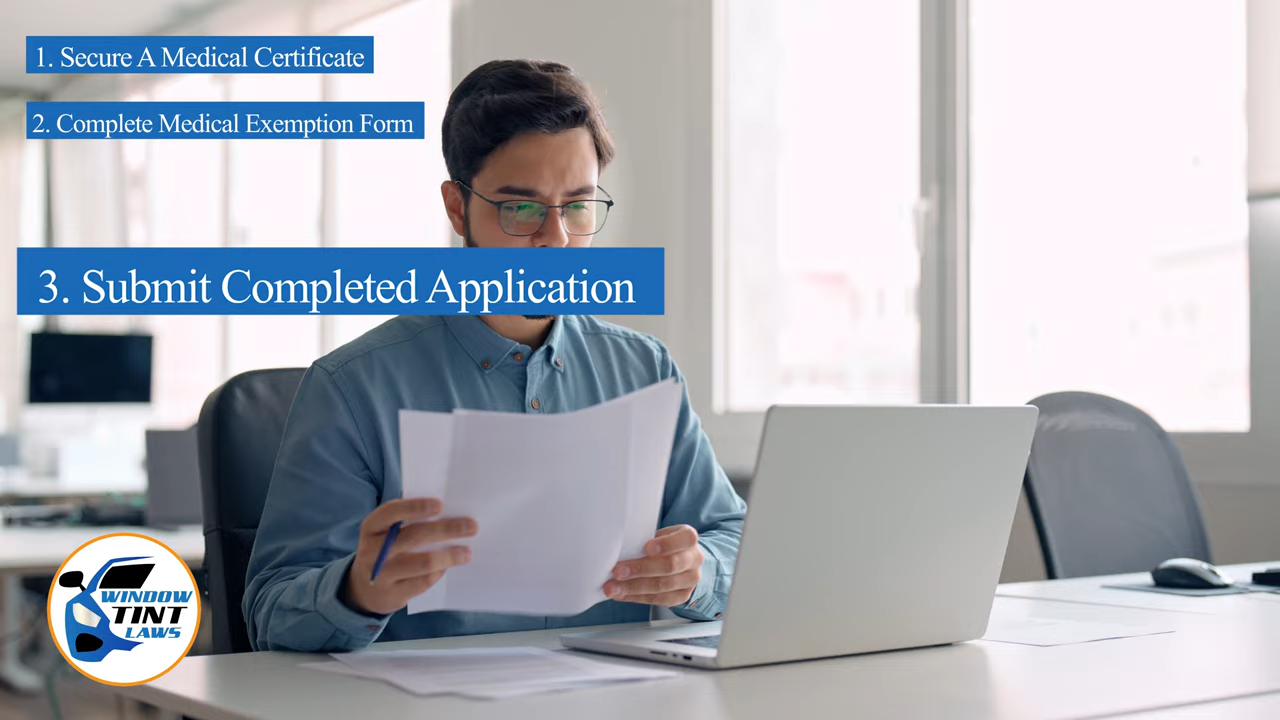 1. Secure A Medical Certificate
2. Complete Medical Exemption Form
3. Submit Completed Application
WINDOW
TINT
LAWS